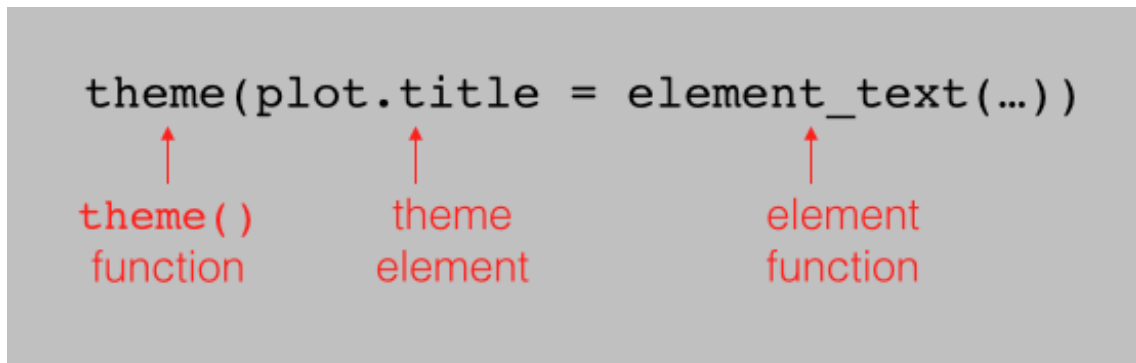 theme(plot.title = element_text(…))
theme() theme element
function element function